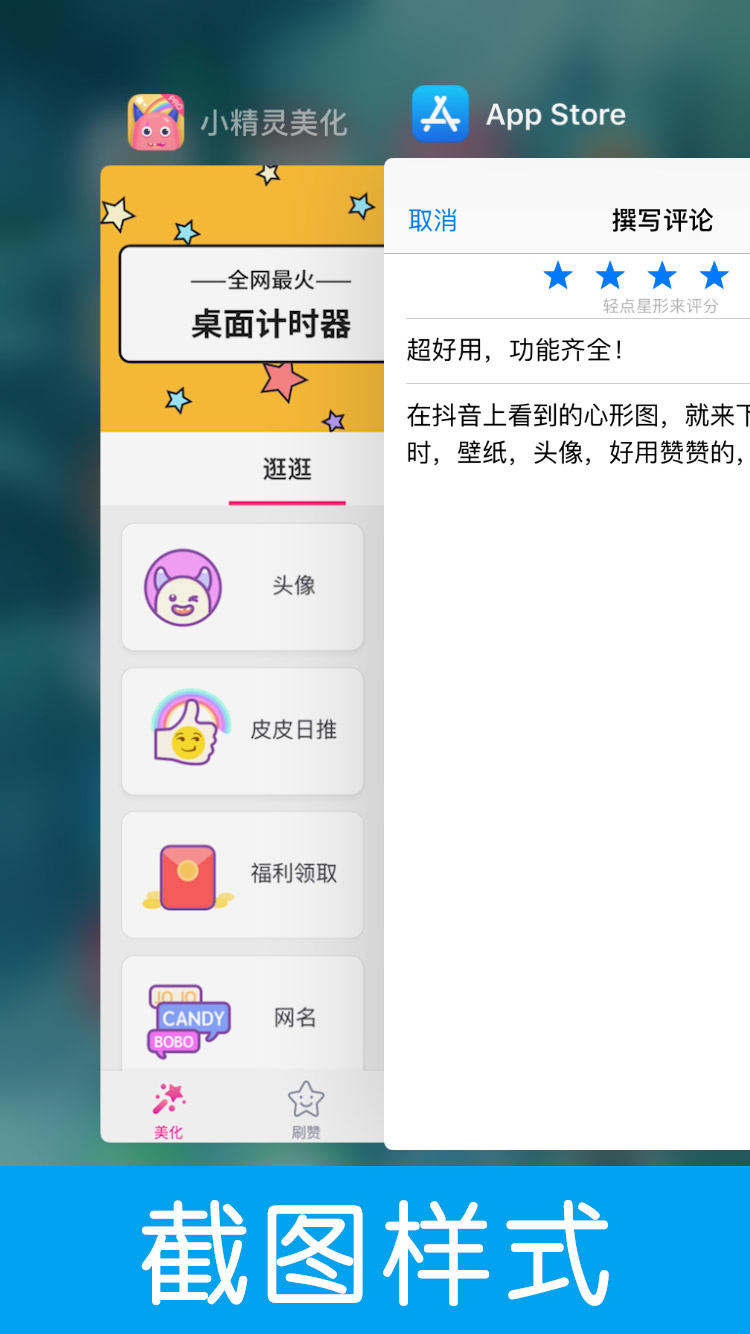 小精灵美化
App Store
PRO
——全网最火——
桌面计时器
逛逛
头像
皮皮日推
福利领取
JOJO
CANDY
BOBO
网名
美化
刷赞
取消
撰写评论
轻点星形来评分
超好用，功能齐全！
在抖音上看到的心形图，就来下
时，壁纸，头像，好用赞赞的，
截图样式